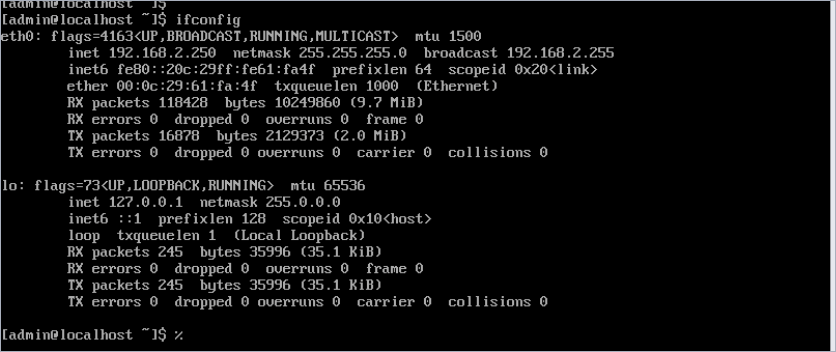 [admin@localhost ~]$
[admin@localhost ~]$ ifconfig
eth0: flags=4163<UP,BROADCAST,RUNNING,MULTICAST>  mtu 1500
        inet 192.168.2.250  netmask 255.255.255.0  broadcast 192.168.2.255
        inet6 fe80::20c:29ff:fe61:fa4f  prefixlen 64  scopeid 0x20<link>
        ether 00:0c:29:61:fa:4f  txqueuelen 1000  (Ethernet)
        RX packets 118428  bytes 10249860 (9.7 MiB)
        RX errors 0  dropped 0  overruns 0  frame 0
        TX packets 16878  bytes 2129373 (2.0 MiB)
        TX errors 0  dropped 0 overruns 0  carrier 0  collisions 0
lo: flags=73<UP,LOOPBACK,RUNNING>  mtu 65536
        inet 127.0.0.1  netmask 255.0.0.0
        inet6 ::1  prefixlen 128  scopeid 0x10<host>
        loop  txqueuelen 1  (Local Loopback)
        RX packets 245  bytes 35996 (35.1 KiB)
        RX errors 0  dropped 0  overruns 0  frame 0
        TX packets 245  bytes 35996 (35.1 KiB)
        TX errors 0  dropped 0 overruns 0  carrier 0  collisions 0
[admin@localhost ~]$ %